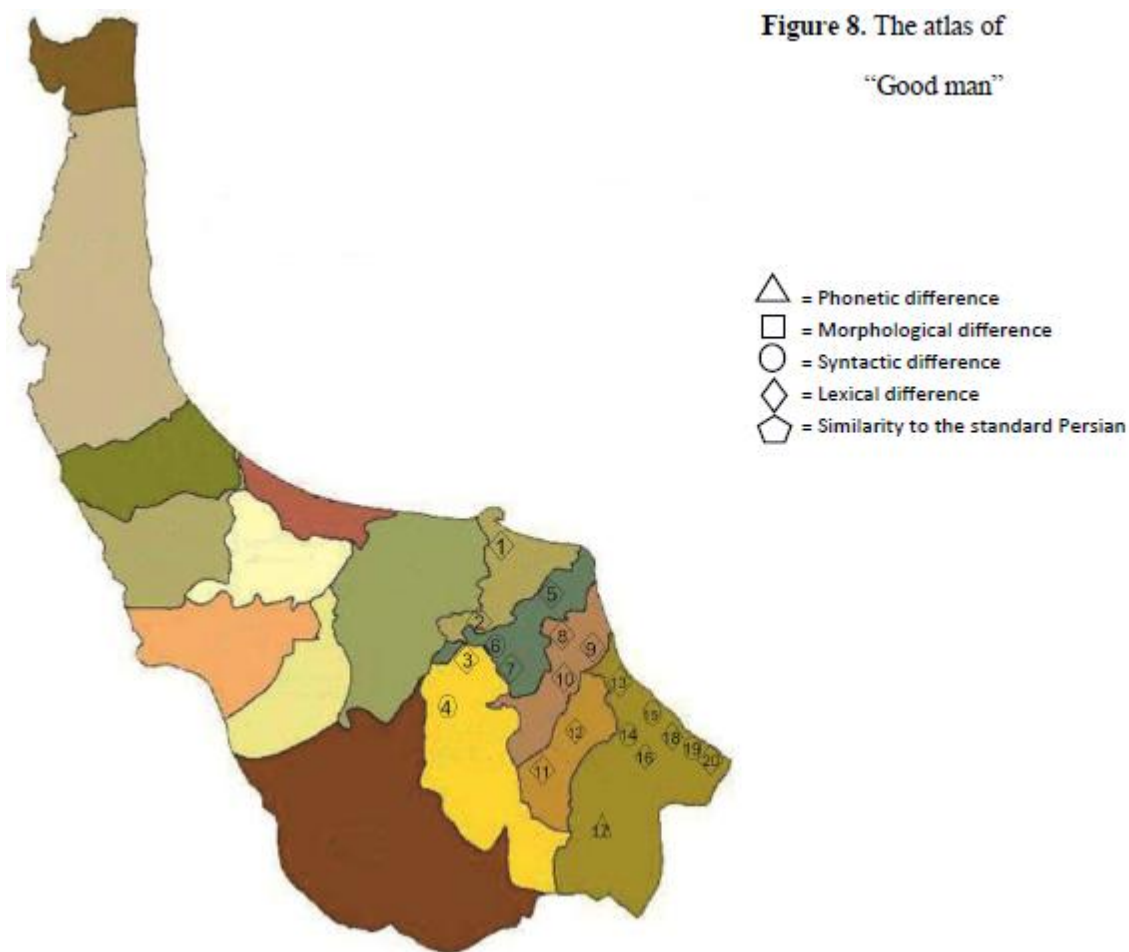 Figure 8. The atlas of
“Good man”
= Phonetic difference
= Morphological difference
= Syntactic difference
= Lexical difference
= Similarity to the standard Persian
1
2
5
6
8
9
3
7
10
13
4
15
14
12
18
19
16
20
11
17